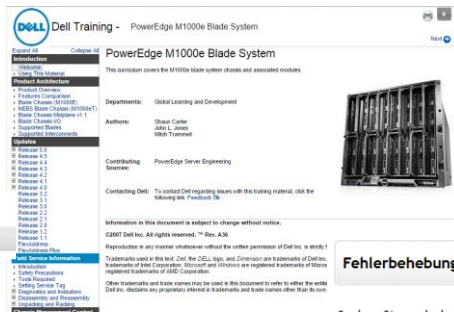 DELL Dell Training - PowerEdge M1000e Blade System
Next
Expand All Collapse All
Introduction
Welcome
Using This Material
Product Architecture
Product Overview
Features Comparison
Blade Chassis (M1000E)
NEBS Blade Chassis (M1000eT)
Blade Chassis Midplane v1.1
Blade Chassis I/O
Supported Blades
Supported Interconnects
Updates
Release 5.0
Release 4.5
Release 4.4
Release 4.3
Release 4.2
Release 4.1
Release 4.0
Release 3.2
Release 3.1
Release 3.0
Release 2.2
Release 2.1
Release 2.0
Release 1.3
Release 1.2
Release 1.1
FlexAddress
FlexAddress Plus
Field Service Information
Introduction
Safety Precautions
Tools Required
Setting Service Tag
Diagnostics and Indicators
Disassembly and Reassembly
Unpacking and Racking
Chassis Management Control
PowerEdge M1000e Blade System
This curriculum covers the M1000e blade system chassis and associated modules.
Departments: Global Learning and Development
Authors: Shaun Carter
John L. Jones
Mitch Trammell
Contributing Sources: PowerEdge Server Engineering
Contacting Dell: To contact Dell regarding issues with this training material, click the
following link. Feedback
Information in this document is subject to change without notice.
©2007 Dell Inc. All rights reserved. ™ Rev. A36
Reproduction in any manner whatsoever without the written permission of Dell Inc. is strictly f
Trademarks used in this text: Dell, the DELL logo, and Dimension are trademarks of Dell Inc.
trademarks of Intel Corporation. Microsoft and Windows are registered trademarks of Micros
registered trademarks of AMD Corporation.
Other trademarks and trade names may be used in this document to refer to either the entitie
Dell Inc. disclaims any proprietary interest in trademarks and trade names other than its own.
Fehlerbehebung